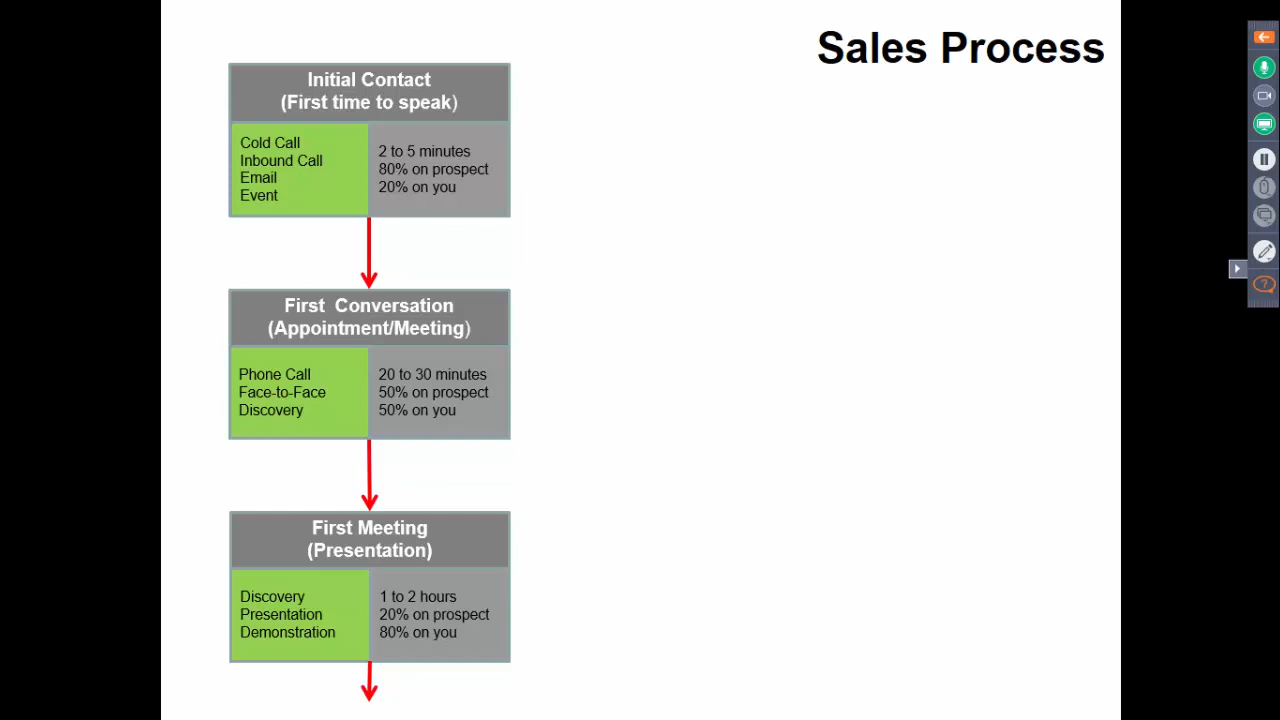 Sales Process
Initial Contact
(First time to speak)
Cold Call
Inbound Call
Email
Event
2 to 5 minutes
80% on prospect
20% on you
First Conversation
(Appointment/Meeting)
Phone Call
Face-to-Face
Discovery
20 to 30 minutes
50% on prospect
50% on you
First Meeting
(Presentation)
Discovery
Presentation
Demonstration
1 to 2 hours
20% on prospect
80% on you
?